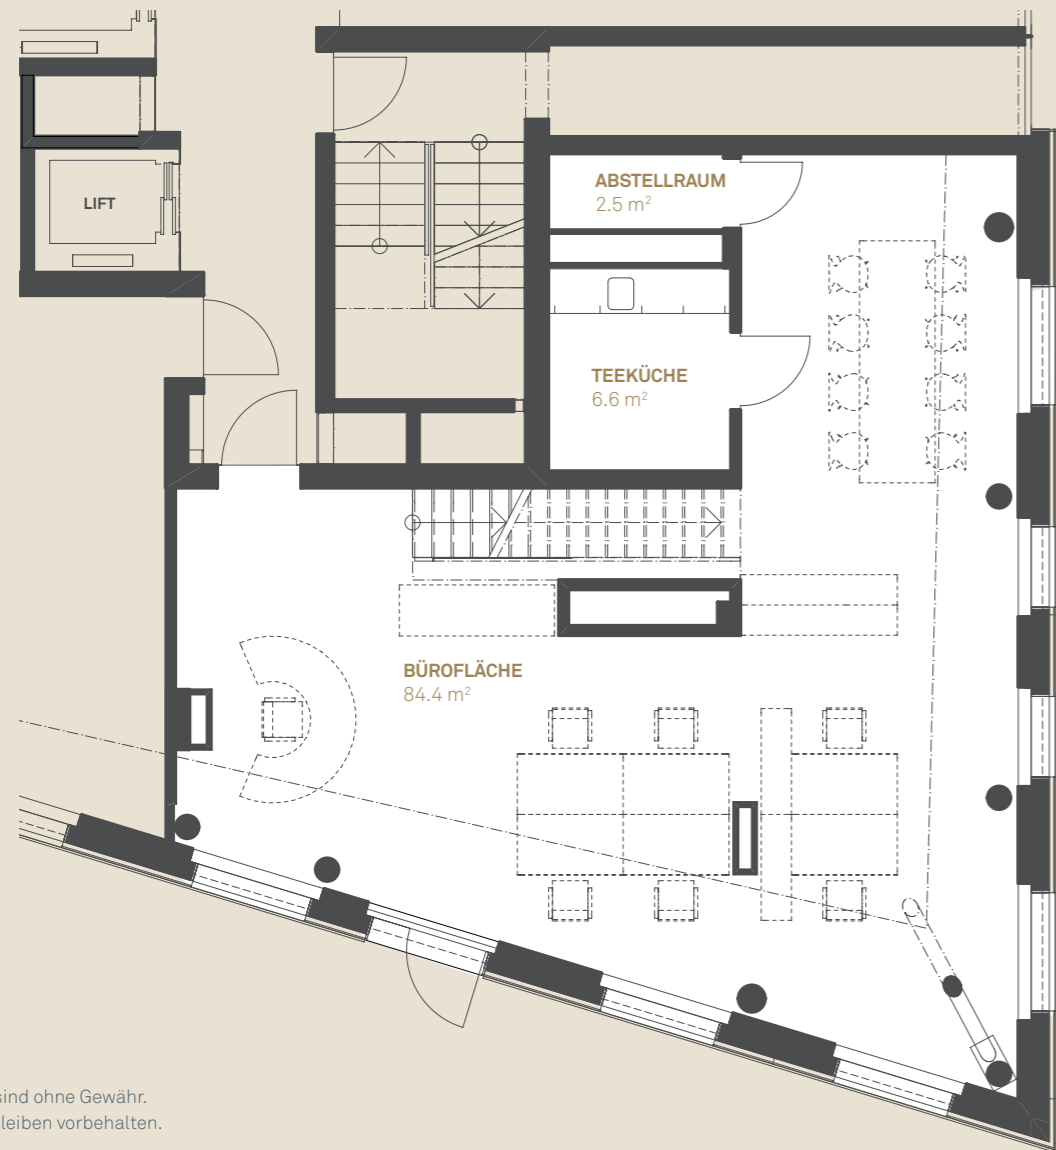 ABSTELLRAUM
2.5 m²
LIFT
TEEKÜCHE
6.6 m²
BÜROFLÄCHE
84.4 m²
sind ohne Gewähr.
leiben vorbehalten.